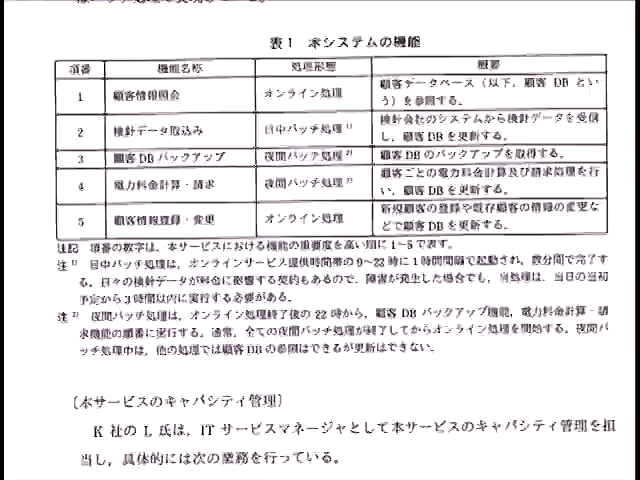 表1 本システムの機能
項番 機能名称 処理形態 概要
1 顧客情報照会 オンライン処理 顧客データベース（以下，顧客 DB とい
う）を参照する。
2 検針データ取込み 日中バッチ処理 1) 検針会社のシステムから検針データを受信
し，顧客 DB を更新する。
3 顧客 DB バックアップ 夜間バッチ処理 2) 顧客 DB のバックアップを取得する。
4 電力料金計算・請求 夜間バッチ処理 2) 顧客ごとの電力料金計算及び請求処理を行
い，顧客 DB を更新する。
5 顧客情報登録・変更 オンライン処理 新規顧客の登録や既存顧客の情報の変更な
どで顧客 DB を更新する。
注記 項番の数字は，本サービスにおける機能の重要度を高い順に 1～5 で表す。
注 1) 日中バッチ処理は，オンラインサービス提供時間帯の 9～22 時に 1 時間間隔で起動され，数分間で完了す
る。日々の検針データが料金に影響する契約もあるので，障害が発生した場合でも，当処理は，当日の当初
予定から 3 時間以内に実行する必要がある。
注 2) 夜間バッチ処理は，オンライン処理終了後の 22 時から，顧客 DB バックアップ機能，電力料金計算・請
求機能の順番に実行する。通常，全ての夜間バッチ処理が終了してからオンライン処理を開始する。夜間バ
ッチ処理中は，他の処理では顧客 DB の参照はできるが更新はできない。
〔本サービスのキャパシティ管理〕
K 社の L 氏は，IT サービスマネージャとして本サービスのキャパシティ管理を担
当し，具体的には次の業務を行っている。